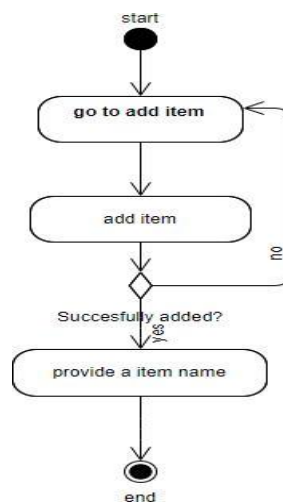 start
go to add item
add item
no
Succesfully added?
yes
provide a item name
end